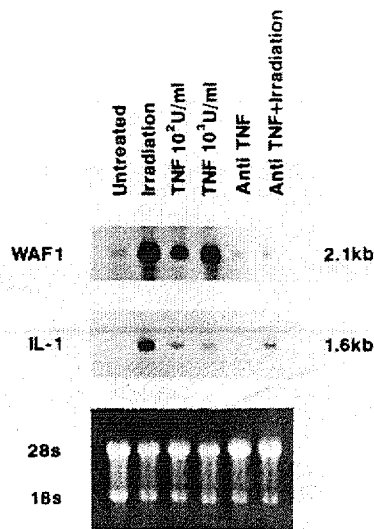 Untreated
Irradiation
TNF 10²U/ml
TNF 10³U/ml
Anti TNF
Anti TNF+Irradiation
WAF1 2.1kb
IL-1 1.6kb
28s
18s